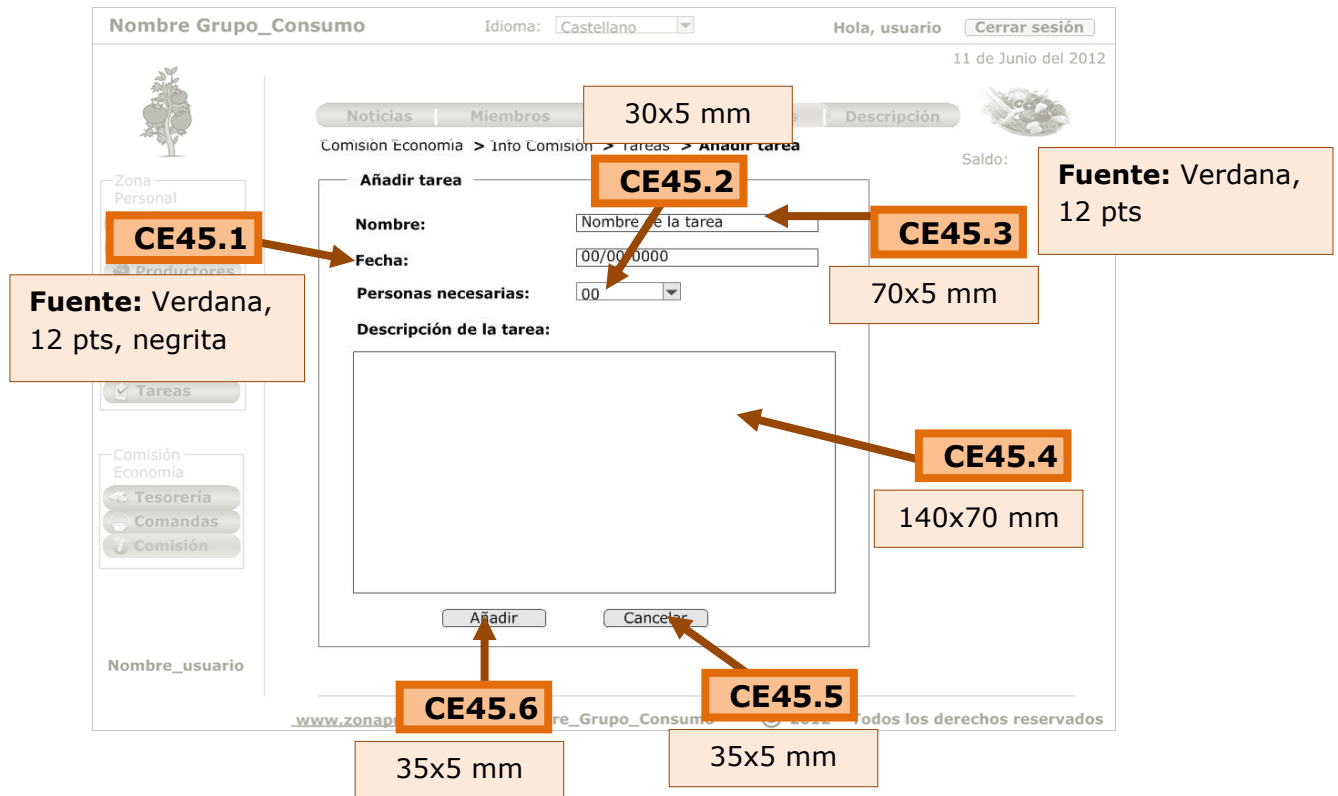 Nombre Grupo_Consumo Idioma: Castellano Hola, usuario Cerrar sesión
11 de Junio del 2012
Noticias Miembros Descripción
30x5 mm
Comisión Economía > Info Comisión > Tareas > Añadir tarea
Saldo:
Fuente: Verdana,
12 pts
Zona
Personal
Añadir tarea
CE45.2
Nombre: Nombre de la tarea
CE45.1
CE45.3
Fecha: 00/00/0000
Productores
70x5 mm
Fuente: Verdana,
12 pts, negrita
Personas necesarias: 00
Descripción de la tarea:
Tareas
CE45.4
140x70 mm
Comisión
Economía
Tesorería
Comandas
Comisión
Añadir Cancelar
Nombre_usuario
CE45.6
35x5 mm
CE45.5
35x5 mm
2012 Todos los derechos reservados